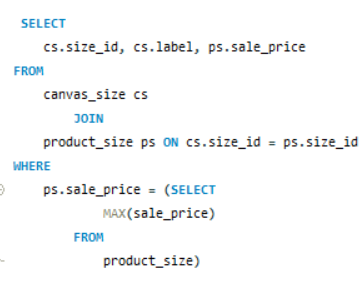 SELECT
cs.size_id, cs.label, ps.sale_price
FROM
canvas_size cs
JOIN
product_size ps ON cs.size_id = ps.size_id
WHERE
ps.sale_price = (SELECT
MAX(sale_price)
FROM
product_size)